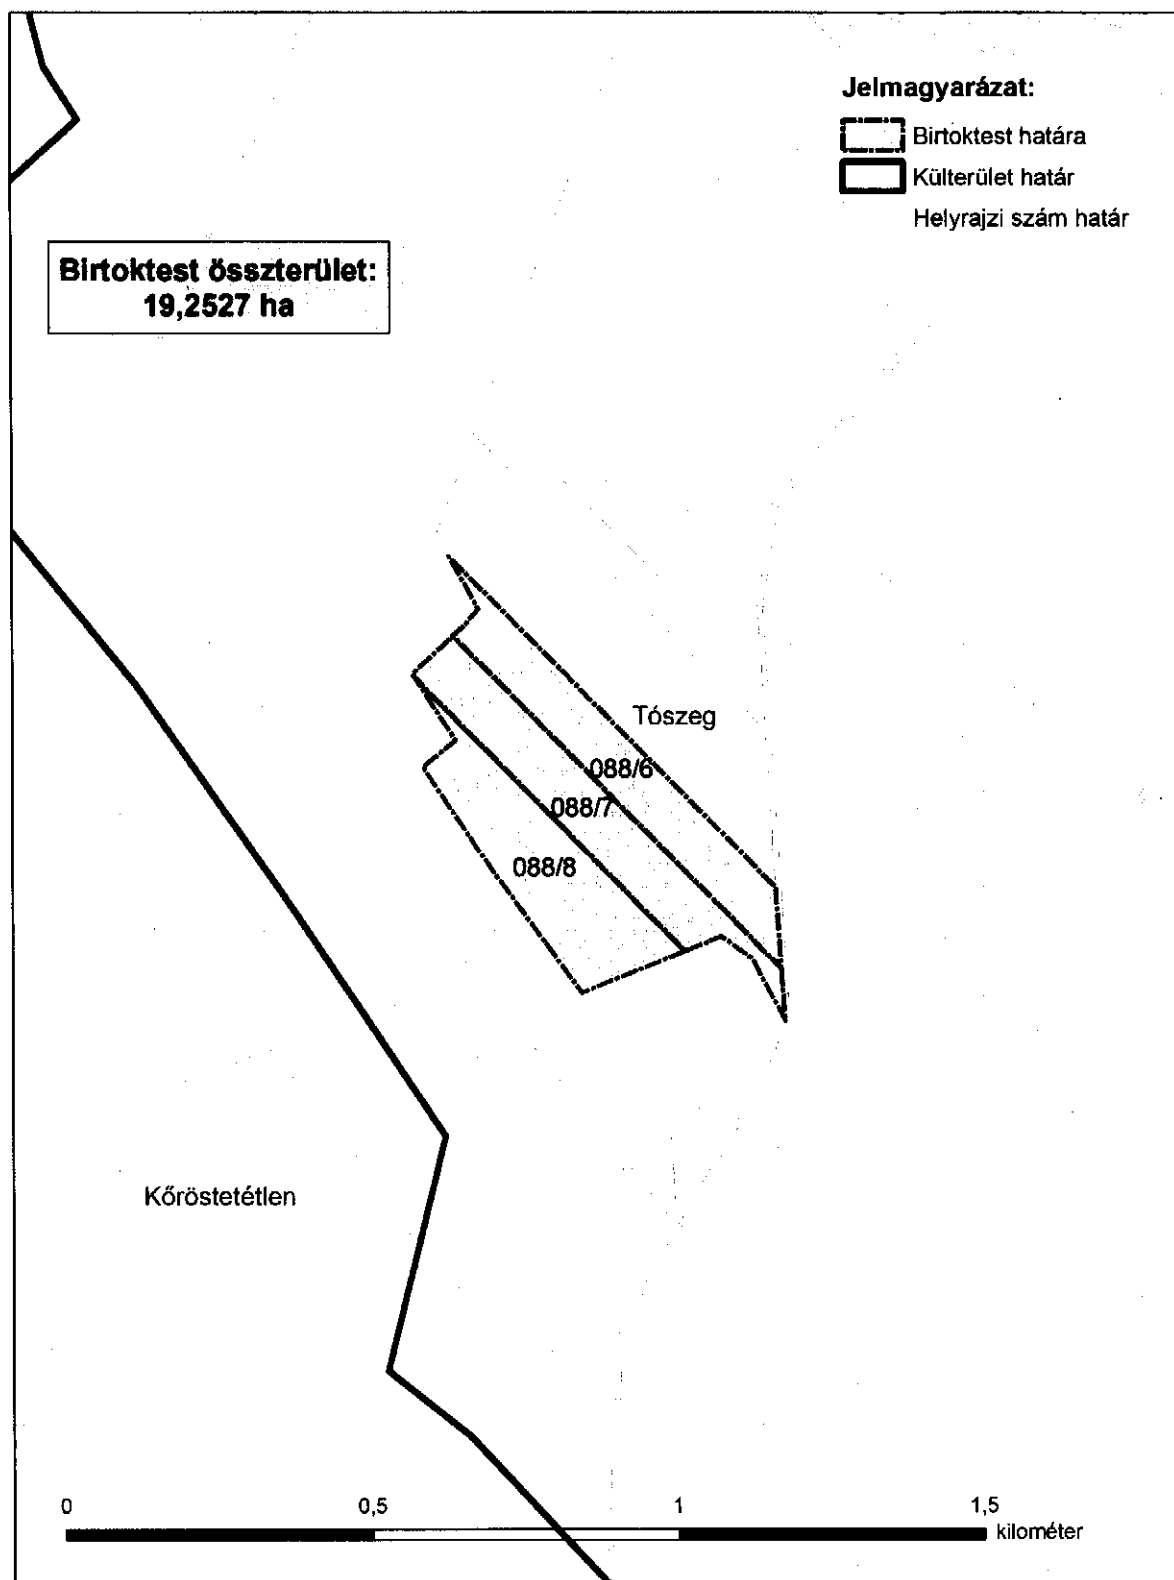 Jelmagyarázat:
Birtoktest határa
Külterület határ
Helyrajzi szám határ
Birtoktest összterület:
19,2527 ha
Tószeg
088/6
088/7
088/8
Kőröstetétlen
0 0,5 1 1,5
kilométer